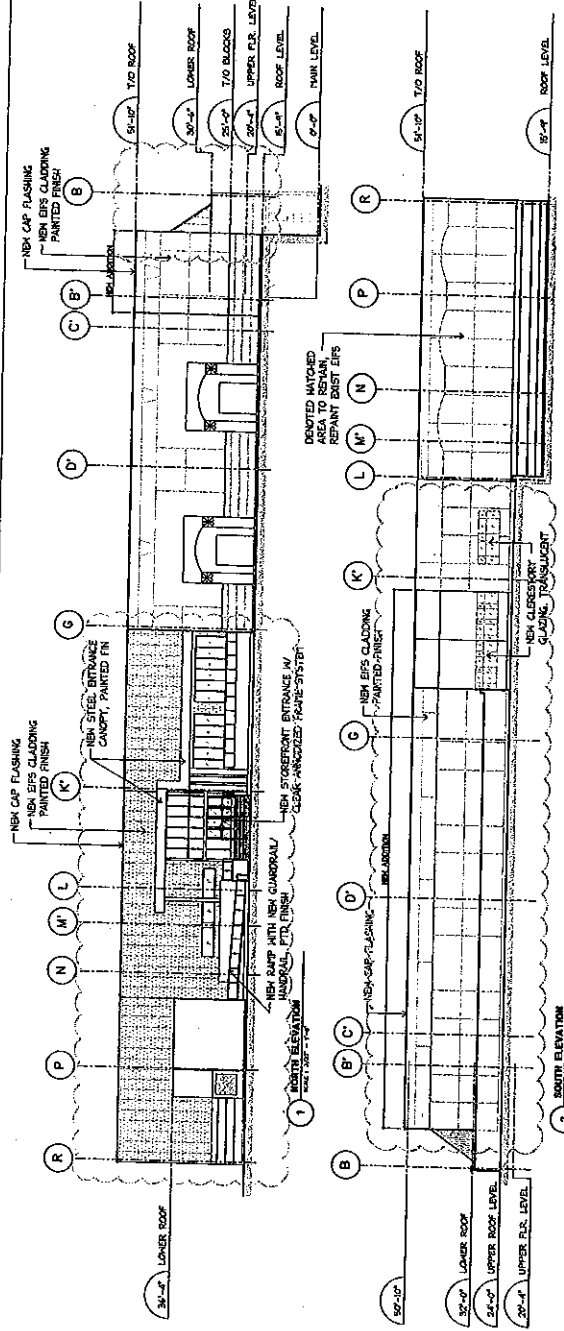 NEW CAP FLASHING
NEW EIFS CLADDING
PAINTED FINISH
NEW STEEL ENTRANCE
CANOPY, PAINTED FIN
NEW CAP FLASHING
NEW EIFS CLADDING
PAINTED FINISH
NEW ADDITION
R
P
N
M'
L
K'
G
D'
C'
B'
B
51'-10" T/O ROOF
LOWER ROOF
25'-0" T/O BLOCKS
20'-4" UPPER FLR. LEVEL
15'-9" ROOF LEVEL
0'-0" MAIN LEVEL
36'-4" LOWER ROOF
NEW RAMP WITH NEW GUARDRAIL/
HANDRAIL, PTD FINISH
NEW STOREFRONT ENTRANCE W/
CLEAR ANNODIZED FRAME SYSTEM
1
NORTH ELEVATION
B
B'
C'
D'
G
K'
L
M'
N
P
R
50'-10"
32'-0" LOWER ROOF
24'-0" UPPER ROOF LEVEL
20'-4" UPPER FLR. LEVEL
NEW CAP FLASHING
NEW ADDITION
NEW EIFS CLADDING
PAINTED FINISH
NEW CLERESTORY
GLAZING, TRANSLUCENT
DENOTED HATCHED
AREA TO REMAIN,
REPAINT EXIST EIFS
51'-10" T/O ROOF
15'-9" ROOF LEVEL
2
SOUTH ELEVATION